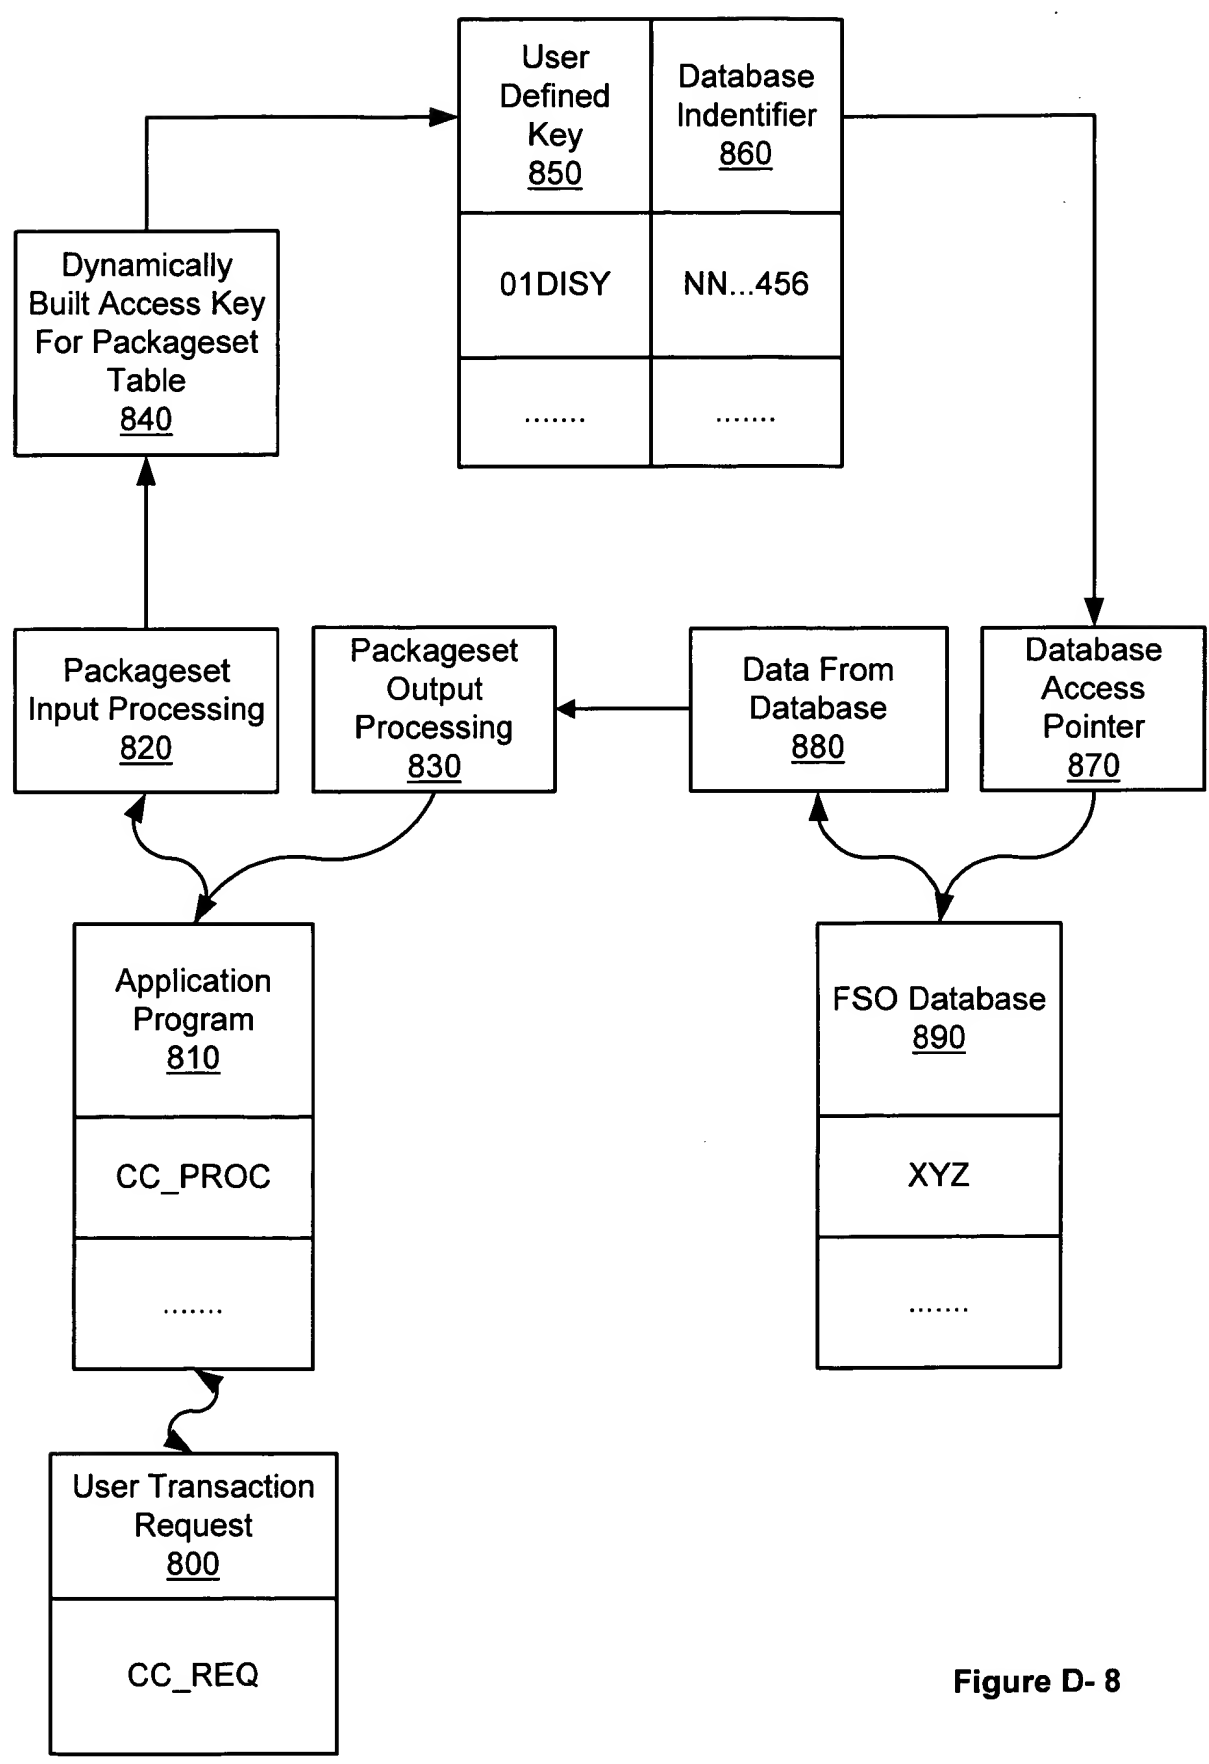 User
Defined
Key
850
Database
Indentifier
860
01DISY
NN...456
.......
.......
Dynamically
Built Access Key
For Packageset
Table
840
Packageset
Input Processing
820
Packageset
Output
Processing
830
Data From
Database
880
Database
Access
Pointer
870
Application
Program
810
CC_PROC
.......
FSO Database
890
XYZ
.......
User Transaction
Request
800
CC_REQ
Figure D- 8